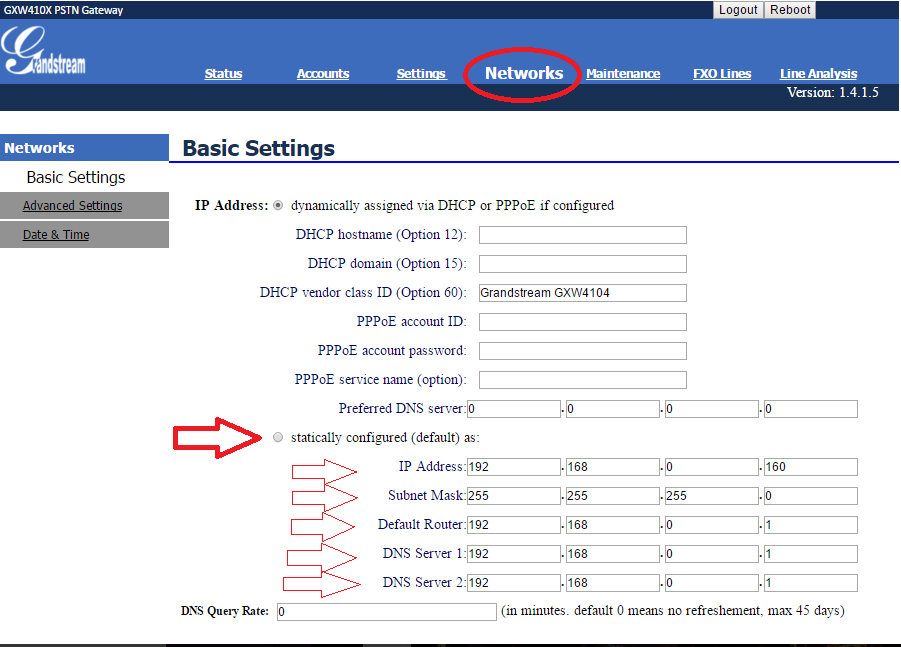 GXW410X PSTN Gateway
Logout Reboot
Grandstream
Status Accounts Settings Networks Maintenance FXO Lines Line Analysis
Version: 1.4.1.5
Networks
Basic Settings
Advanced Settings
Date & Time
Basic Settings
IP Address: dynamically assigned via DHCP or PPPoE if configured
DHCP hostname (Option 12):
DHCP domain (Option 15):
DHCP vendor class ID (Option 60): Grandstream GXW4104
PPPoE account ID:
PPPoE account password:
PPPoE service name (option):
Preferred DNS server: 0 . 0 . 0 . 0
statically configured (default) as:
IP Address: 192 . 168 . 0 . 160
Subnet Mask: 255 . 255 . 255 . 0
Default Router: 192 . 168 . 0 . 1
DNS Server 1: 192 . 168 . 0 . 1
DNS Server 2: 192 . 168 . 0 . 1
DNS Query Rate: 0 (in minutes. default 0 means no refreshement, max 45 days)